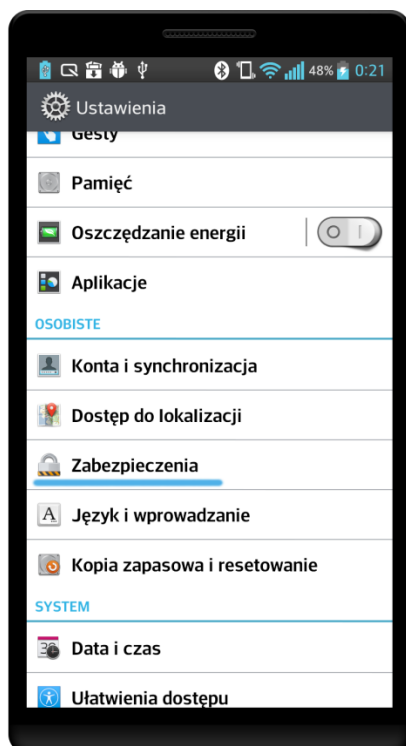 48% 0:21
Ustawienia
Gesty
Pamięć
Oszczędzanie energii
Aplikacje
OSOBISTE
Konta i synchronizacja
Dostęp do lokalizacji
Zabezpieczenia
A Język i wprowadzanie
Kopia zapasowa i resetowanie
SYSTEM
Data i czas
Ułatwienia dostępu